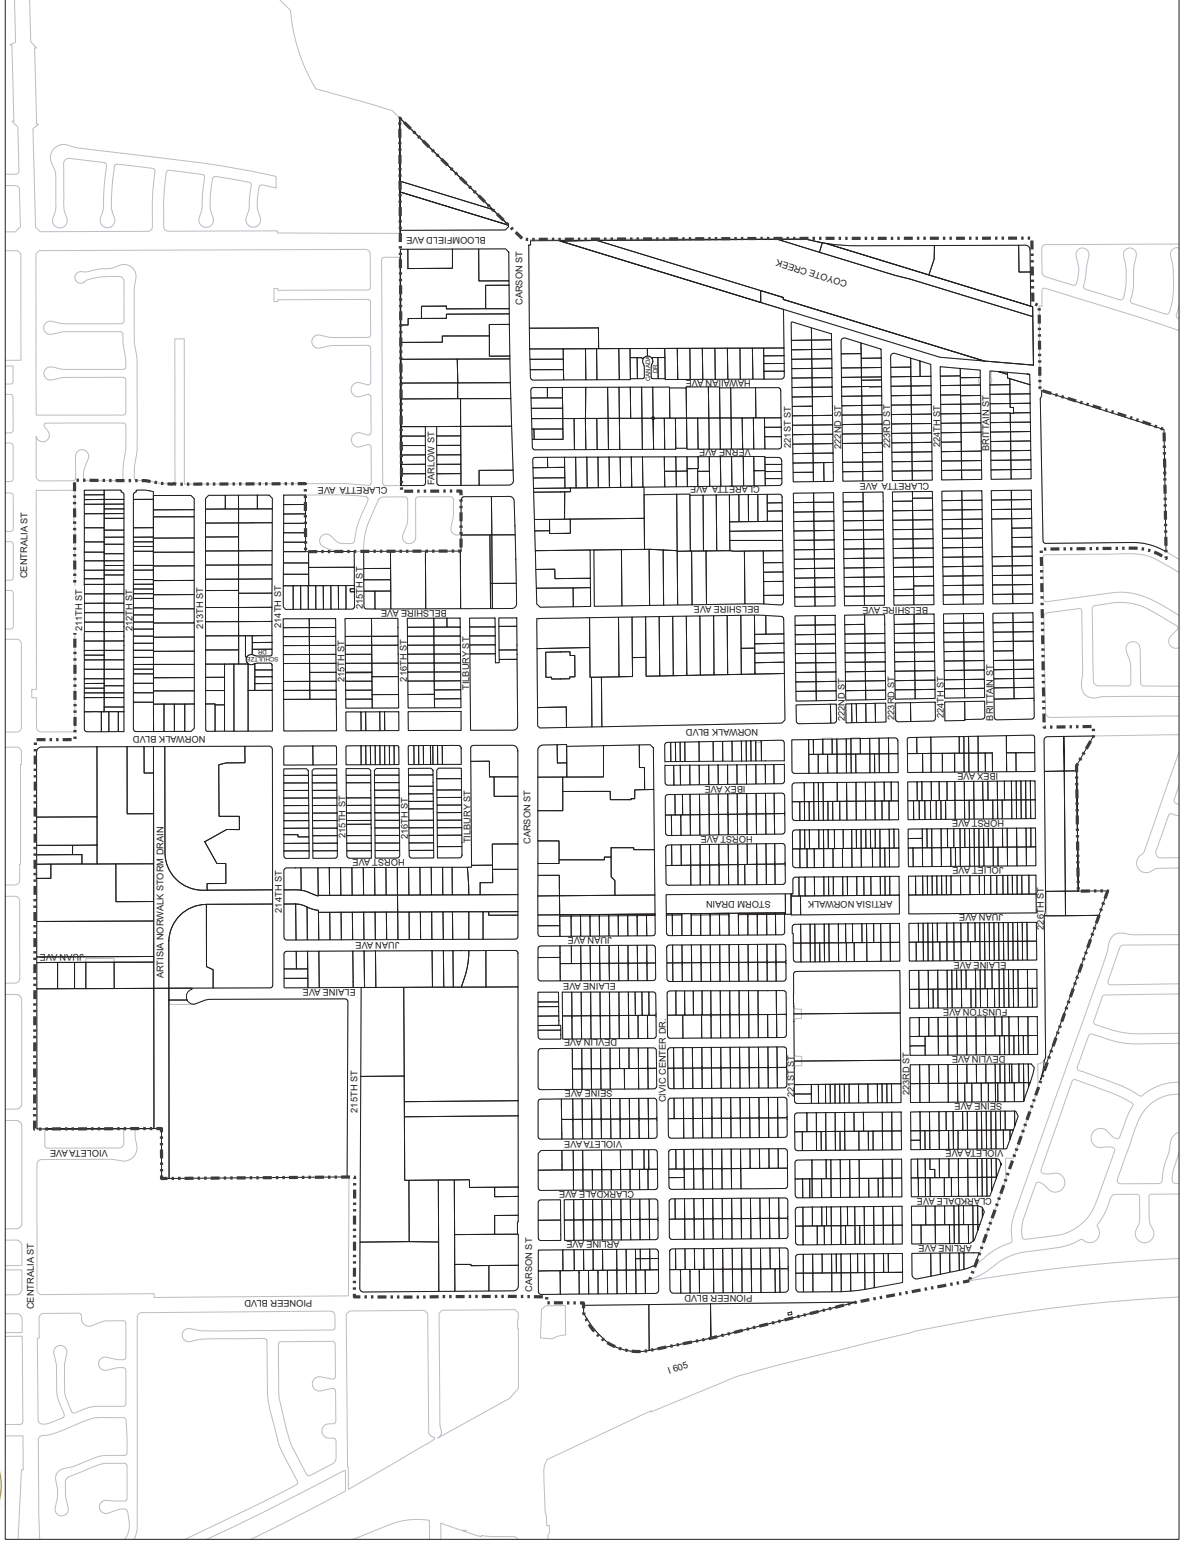 BLOOMFIELD AVE
CARSON ST
COYOTE CREEK
CANADA
DR
HAWAIIAN AVE
221ST ST
222ND ST
223RD ST
224TH ST
BRITTAIN ST
FARLOW ST
VERNE AVE
CLARETTA AVE
CLARETTA AVE
CLARETTA AVE
CENTRALIA ST
211TH ST
212TH ST
213TH ST
214TH ST
215TH ST
BELSHIRE AVE
BELSHIRE AVE
BELSHIRE AVE
SCHULTZE
DR
215TH ST
216TH ST
TILBURY ST
222ND ST
223RD ST
224TH ST
BRITTAIN ST
NORWALK BLVD
NORWALK BLVD
IBEX AVE
IBEX AVE
ARTISIA NORWALK STORM DRAIN
215TH ST
216TH ST
TILBURY ST
CARSON ST
HORST AVE
HORST AVE
HORST AVE
JOLIET AVE
214TH ST
STORM DRAIN
ARTISIA NORWALK
226TH ST
JUAN AVE
JUAN AVE
JUAN AVE
JUAN AVE
ELAINE AVE
ELAINE AVE
ELAINE AVE
FUNSTON AVE
DEVLIN AVE
DEVLIN AVE
CIVIC CENTER DR.
221ST ST
223RD ST
215TH ST
SEINE AVE
SEINE AVE
VIOLETA AVE
VIOLETA AVE
VIOLETA AVE
CLARKDALE AVE
CLARKDALE AVE
ARLINE AVE
ARLINE AVE
CENTRALIA ST
CARSON ST
PIONEER BLVD
PIONEER BLVD
I 605